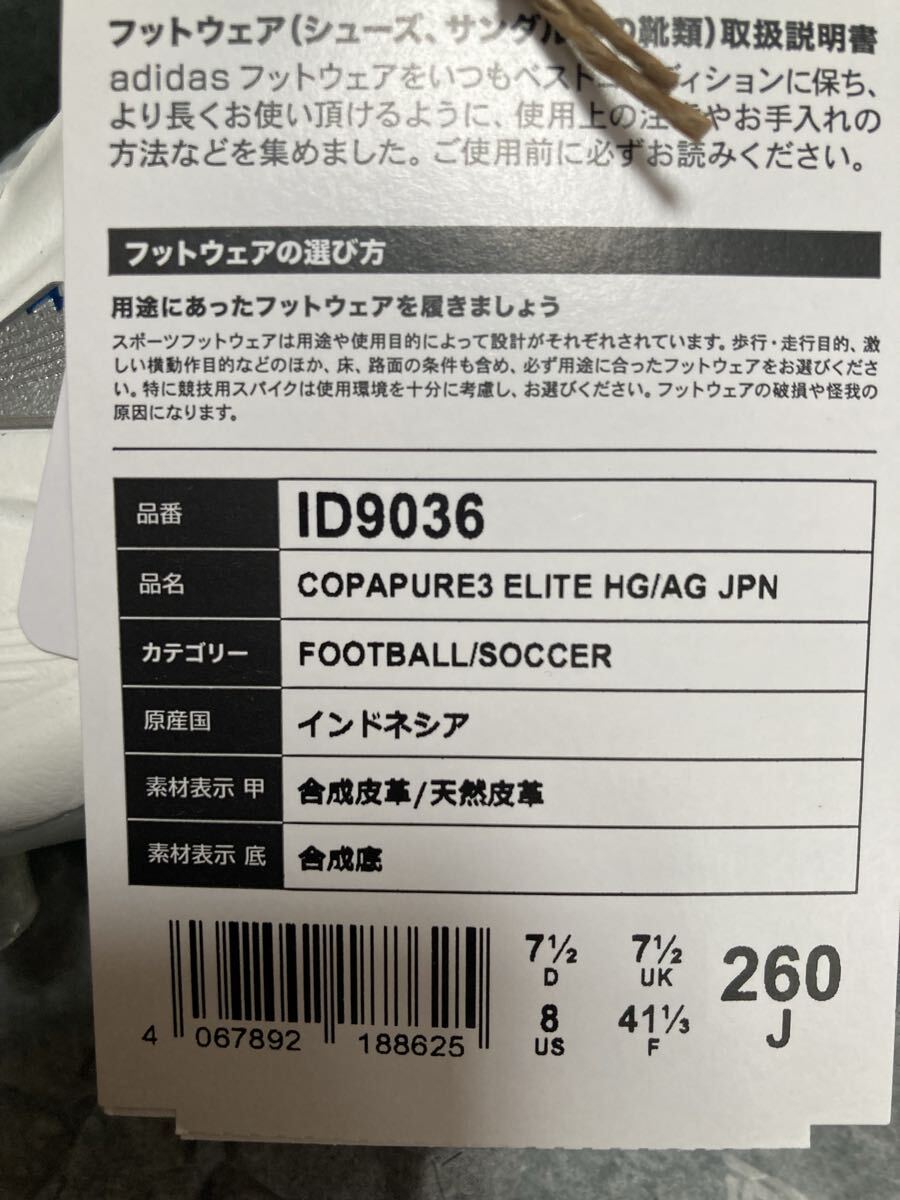 フットウェア(シューズ、サンダル の靴類)取扱説明書
adidas フットウェアをいつもベスト ディションに保ち、
より長くお使い頂けるように、使用上の注 やお手入れの
方法などを集めました。ご使用前に必ずお読みください。
フットウェアの選び方
用途にあったフットウェアを履きましょう
スポーツフットウェアは用途や使用目的によって設計がそれぞれされています。歩行・走行目的、激
しい横動作目的などのほか、床、路面の条件も含め、必ず用途に合ったフットウェアをお選びくださ
い。特に競技用スパイクは使用環境を十分に考慮し、お選びください。フットウェアの破損や怪我の
原因になります。
品番 ID9036
品名 COPAPURE3 ELITE HG/AG JPN
カテゴリー FOOTBALL/SOCCER
原産国 インドネシア
素材表示 甲 合成皮革/天然皮革
素材表示 底 合成底
7½ 7½ 260
D UK J
8 41⅓
US F
4 067892 188625